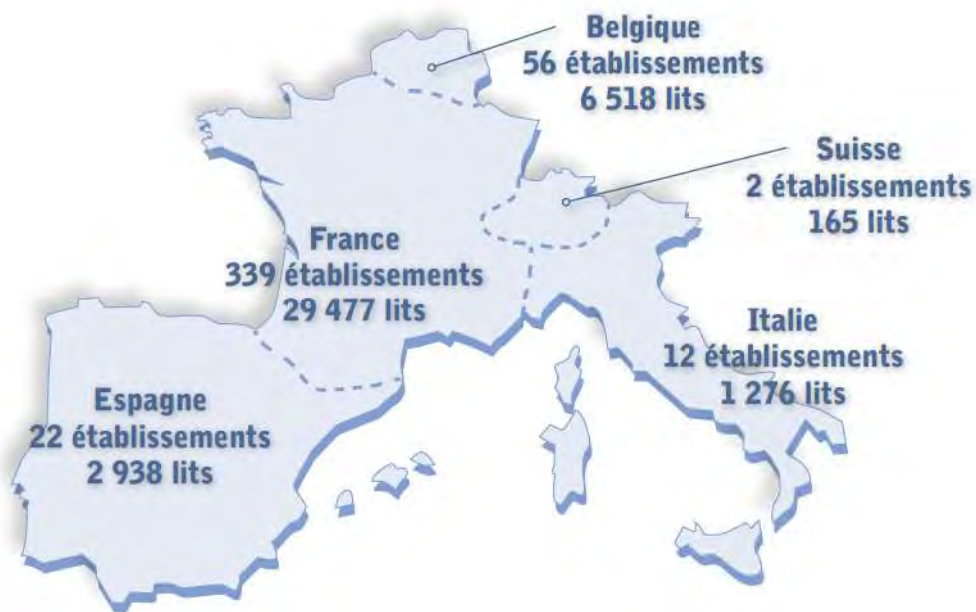 Belgique
56 établissements
6 518 lits
Suisse
2 établissements
165 lits
France
339 établissements
29 477 lits
Italie
12 établissements
1 276 lits
Espagne
22 établissements
2 938 lits